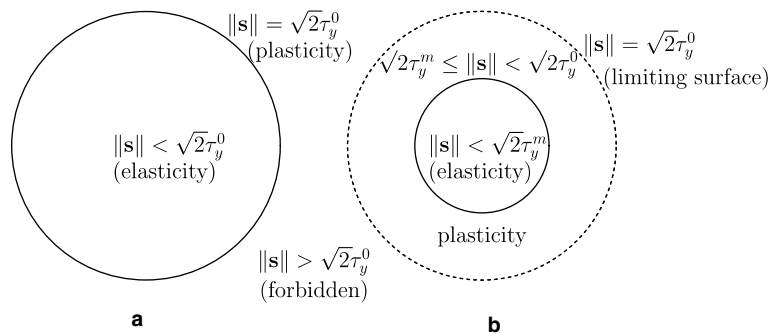 ‖s‖ = √2τ_y^0
(plasticity)
‖s‖ < √2τ_y^0
(elasticity)
‖s‖ > √2τ_y^0
(forbidden)
a
‖s‖ = √2τ_y^0
(limiting surface)
√2τ_y^m ≤ ‖s‖ < √2τ_y^0
‖s‖ < √2τ_y^m
(elasticity)
plasticity
b